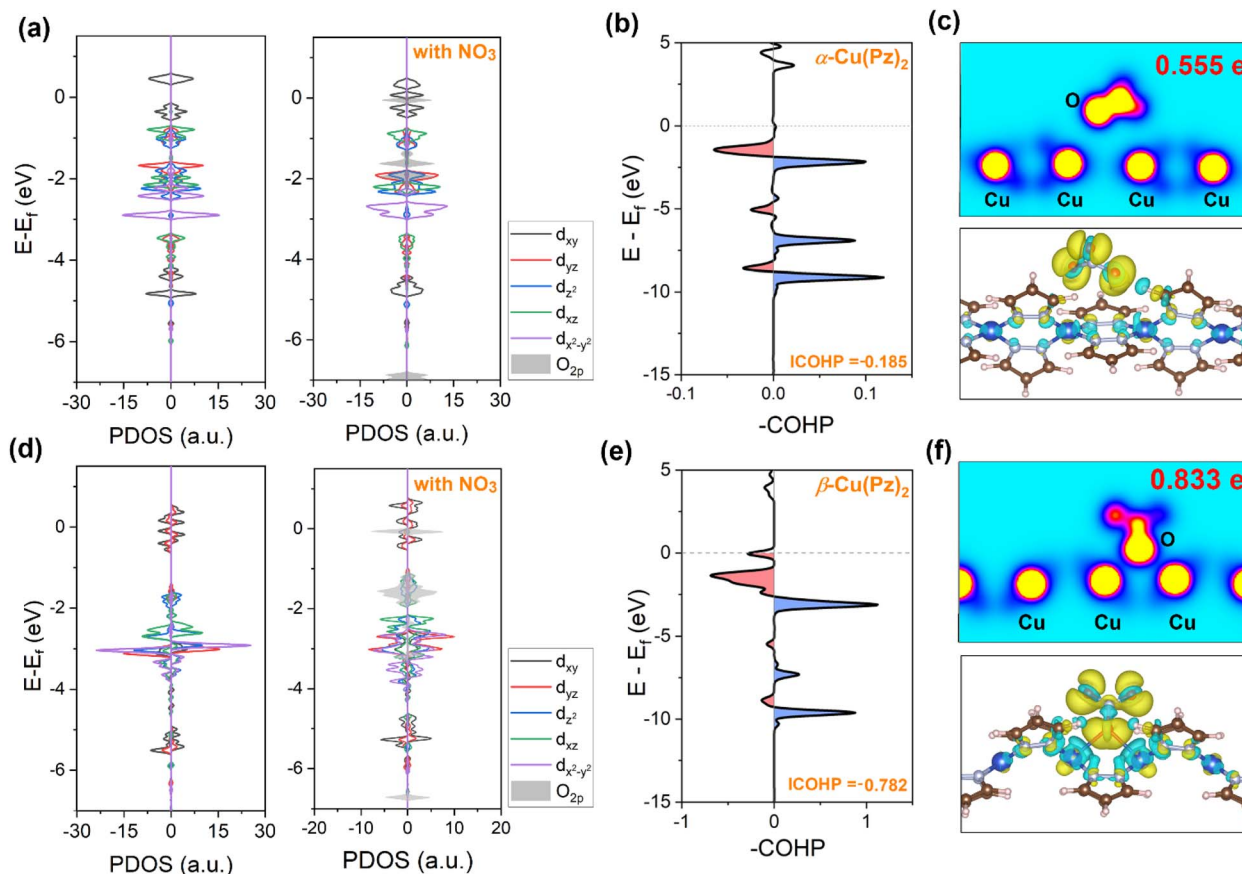 (a)
with NO₃
E-Ef (eV)
0
-2
-4
-6
-30 -15 0 15 30
PDOS (a.u.)
-30 -15 0 15 30
PDOS (a.u.)
dxy
dyz
dz²
dxz
dx²-y²
O2p
(b)
α-Cu(Pz)₂
E - Ef (eV)
5
0
-5
-10
-15
ICOHP =-0.185
-0.1 0.0 0.1
-COHP
(c)
0.555 e
O
Cu Cu Cu Cu
(d)
with NO₃
E-Ef (eV)
0
-2
-4
-6
0
-2
-4
-6
-30 -15 0 15 30
PDOS (a.u.)
-20 -10 0 10 20
PDOS (a.u.)
dxy
dyz
dz²
dxz
dx²-y²
O2p
(e)
β-Cu(Pz)₂
E - Ef (eV)
5
0
-5
-10
-15
ICOHP =-0.782
-1 0 1
-COHP
(f)
0.833 e
O
Cu Cu Cu